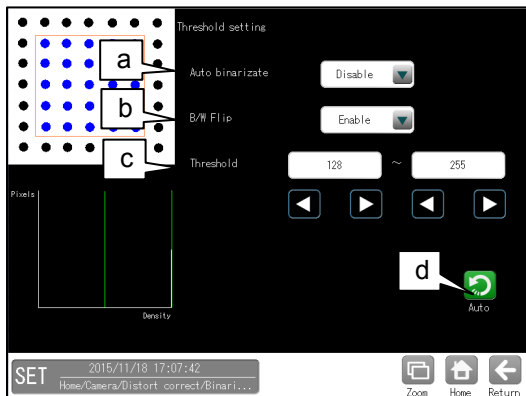 Threshold setting
a
Auto binarizate
Disable
b
B/W Flip
Enable
c
Threshold
128 ~ 255
Pixels
Density
d
Auto
SET
2015/11/18 17:07:42
Home/Camera/Distort correct/Binari...
Zoom Home Return